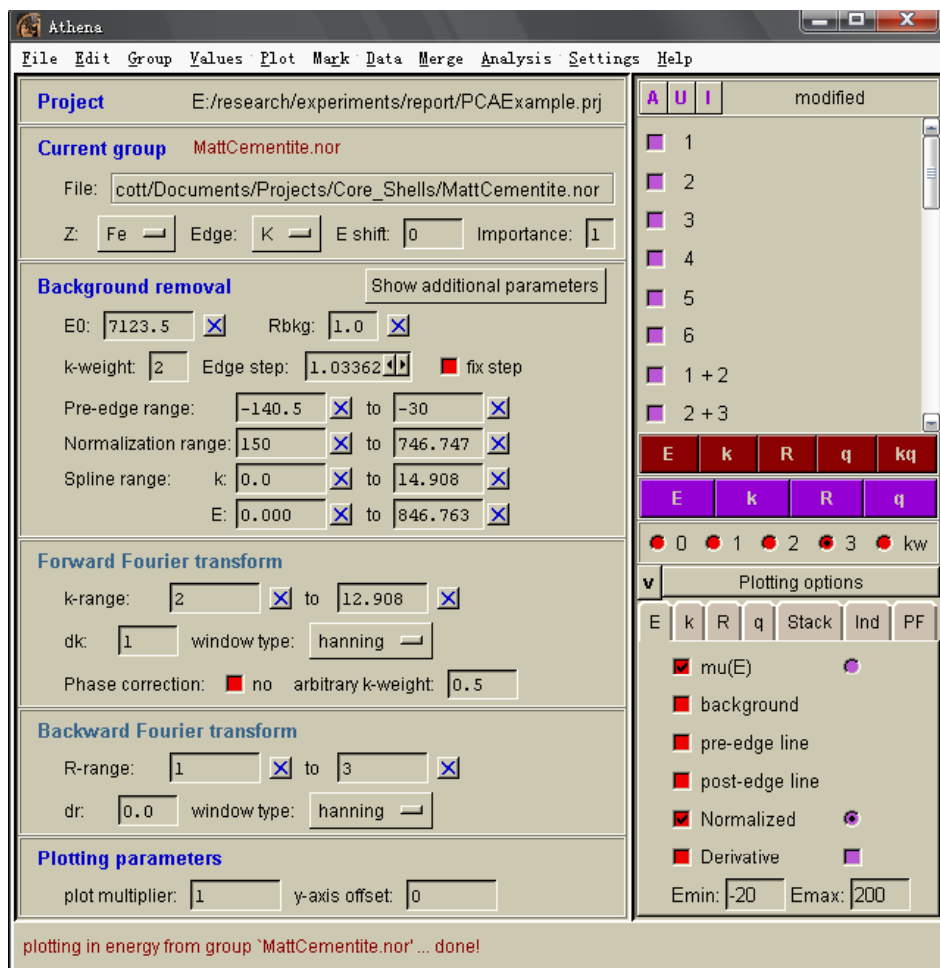 Athena
File Edit Group Values Plot Mark Data Merge Analysis Settings Help
Project E:/research/experiments/report/PCAExample.prj
Current group MattCementite.nor
File: cott/Documents/Projects/Core_Shells/MattCementite.nor
Z: Fe Edge: K E shift: 0 Importance: 1
Background removal Show additional parameters
E0: 7123.5 Rbkg: 1.0
k-weight: 2 Edge step: 1.03362 fix step
Pre-edge range: -140.5 to -30
Normalization range: 150 to 746.747
Spline range: k: 0.0 to 14.908
E: 0.000 to 846.763
Forward Fourier transform
k-range: 2 to 12.908
dk: 1 window type: hanning
Phase correction: no arbitrary k-weight: 0.5
Backward Fourier transform
R-range: 1 to 3
dr: 0.0 window type: hanning
Plotting parameters
plot multiplier: 1 y-axis offset: 0
A U I modified
1
2
3
4
5
6
1 + 2
2 + 3
E k R q kq
E k R q
0 1 2 3 kw
v Plotting options
E k R q Stack Ind PF
mu(E)
background
pre-edge line
post-edge line
Normalized
Derivative
Emin: -20 Emax: 200
plotting in energy from group `MattCementite.nor' ... done!